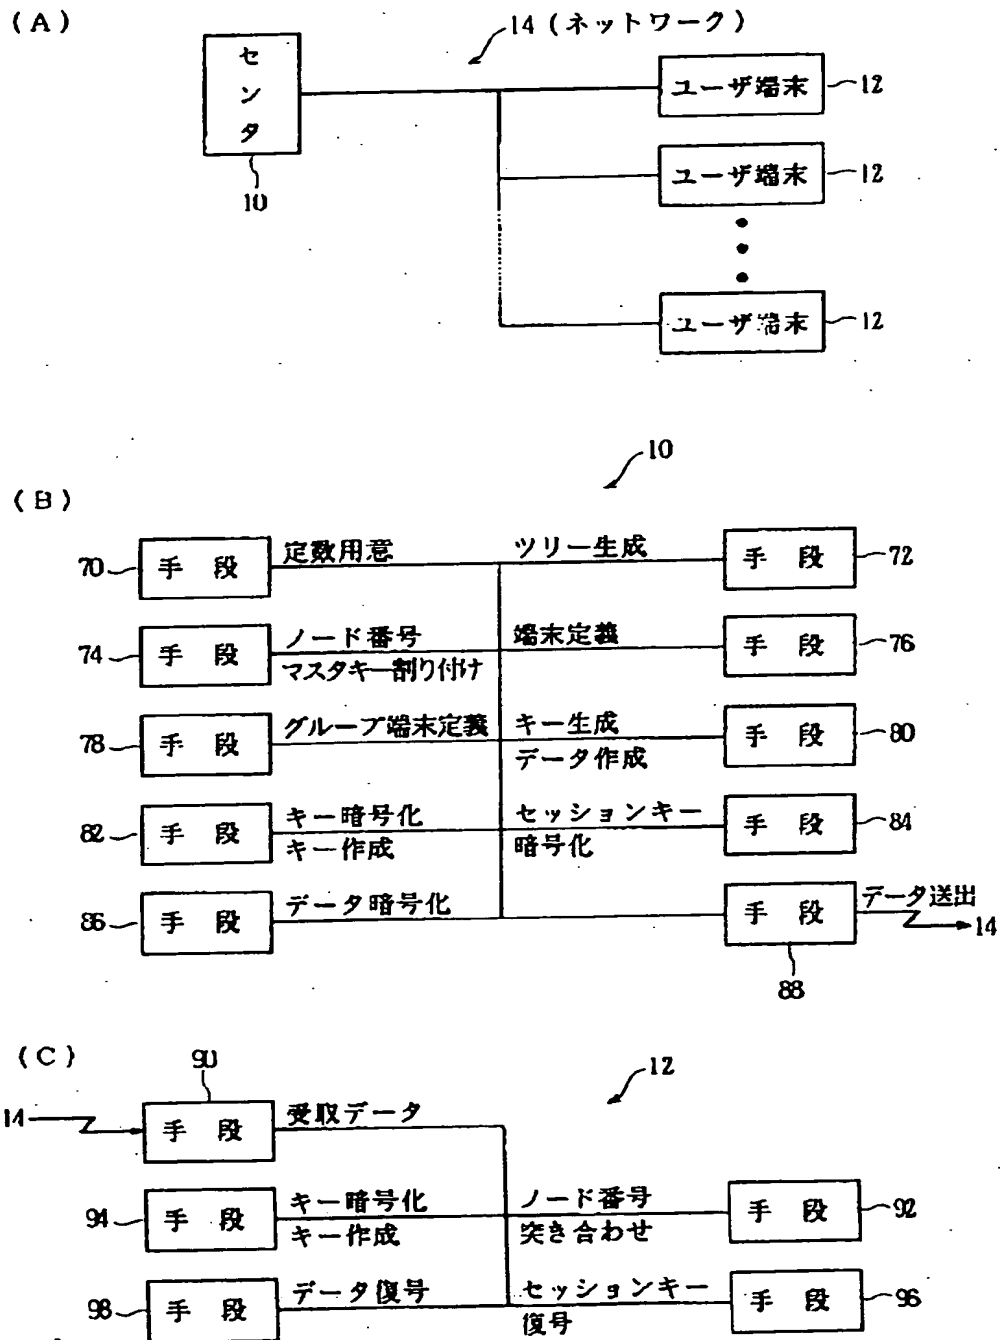 (A)
14(ネットワーク)
センタ
10
ユーザ端末
12
ユーザ端末
12
ユーザ端末
12
10
(B)
70
手 段
定数用意
ツリー生成
手 段
72
74
手 段
ノード番号
マスタキー割り付け
端末定義
手 段
76
78
手 段
グループ端末定義
キー生成
データ作成
手 段
80
82
手 段
キー暗号化
キー作成
セッションキー
暗号化
手 段
84
86
手 段
データ暗号化
手 段
88
データ送出
14
(C)
90
14
手 段
受取データ
12
94
手 段
キー暗号化
キー作成
ノード番号
突き合わせ
手 段
92
98
手 段
データ復号
セッションキー
復号
手 段
96